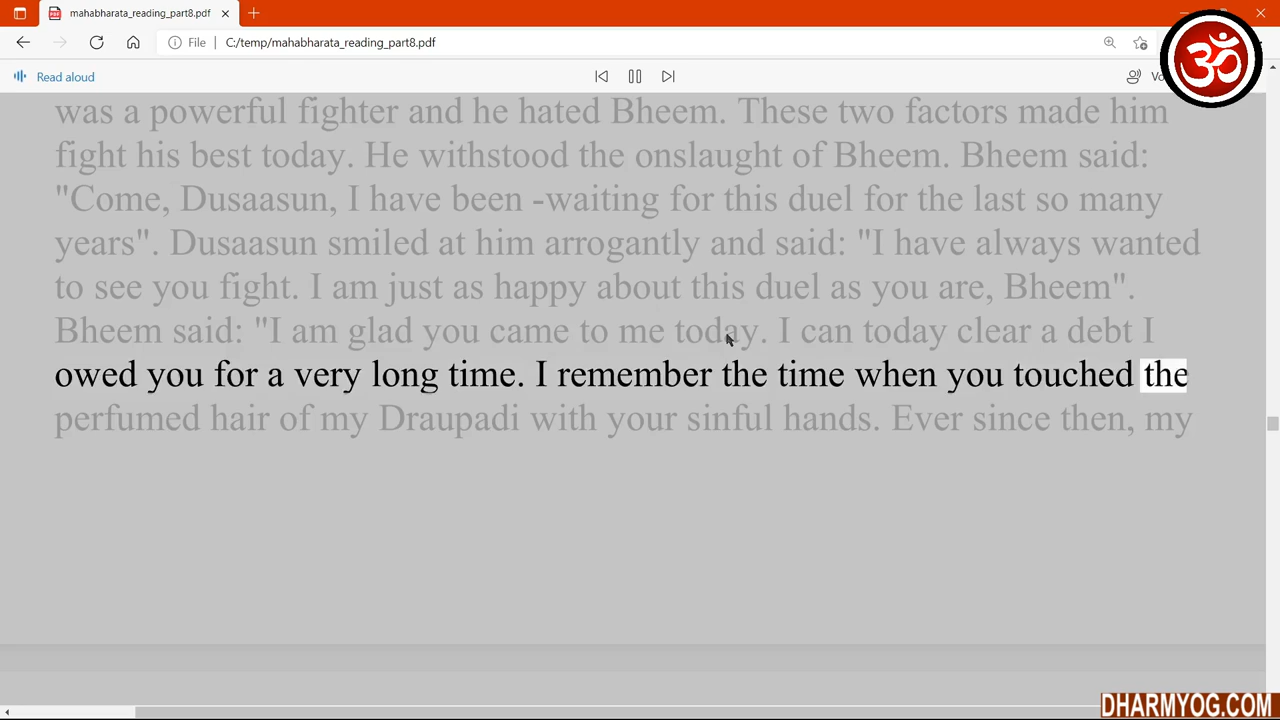 mahabharata_reading_part8.pdf
File C:/temp/mahabharata_reading_part8.pdf
Read aloud
was a powerful fighter and he hated Bheem. These two factors made him
fight his best today. He withstood the onslaught of Bheem. Bheem said:
"Come, Dusaasun, I have been -waiting for this duel for the last so many
years". Dusaasun smiled at him arrogantly and said: "I have always wanted
to see you fight. I am just as happy about this duel as you are, Bheem".
Bheem said: "I am glad you came to me today. I can today clear a debt I
owed you for a very long time. I remember the time when you touched the
perfumed hair of my Draupadi with your sinful hands. Ever since then, my
ॐ
DHARMYOG.COM